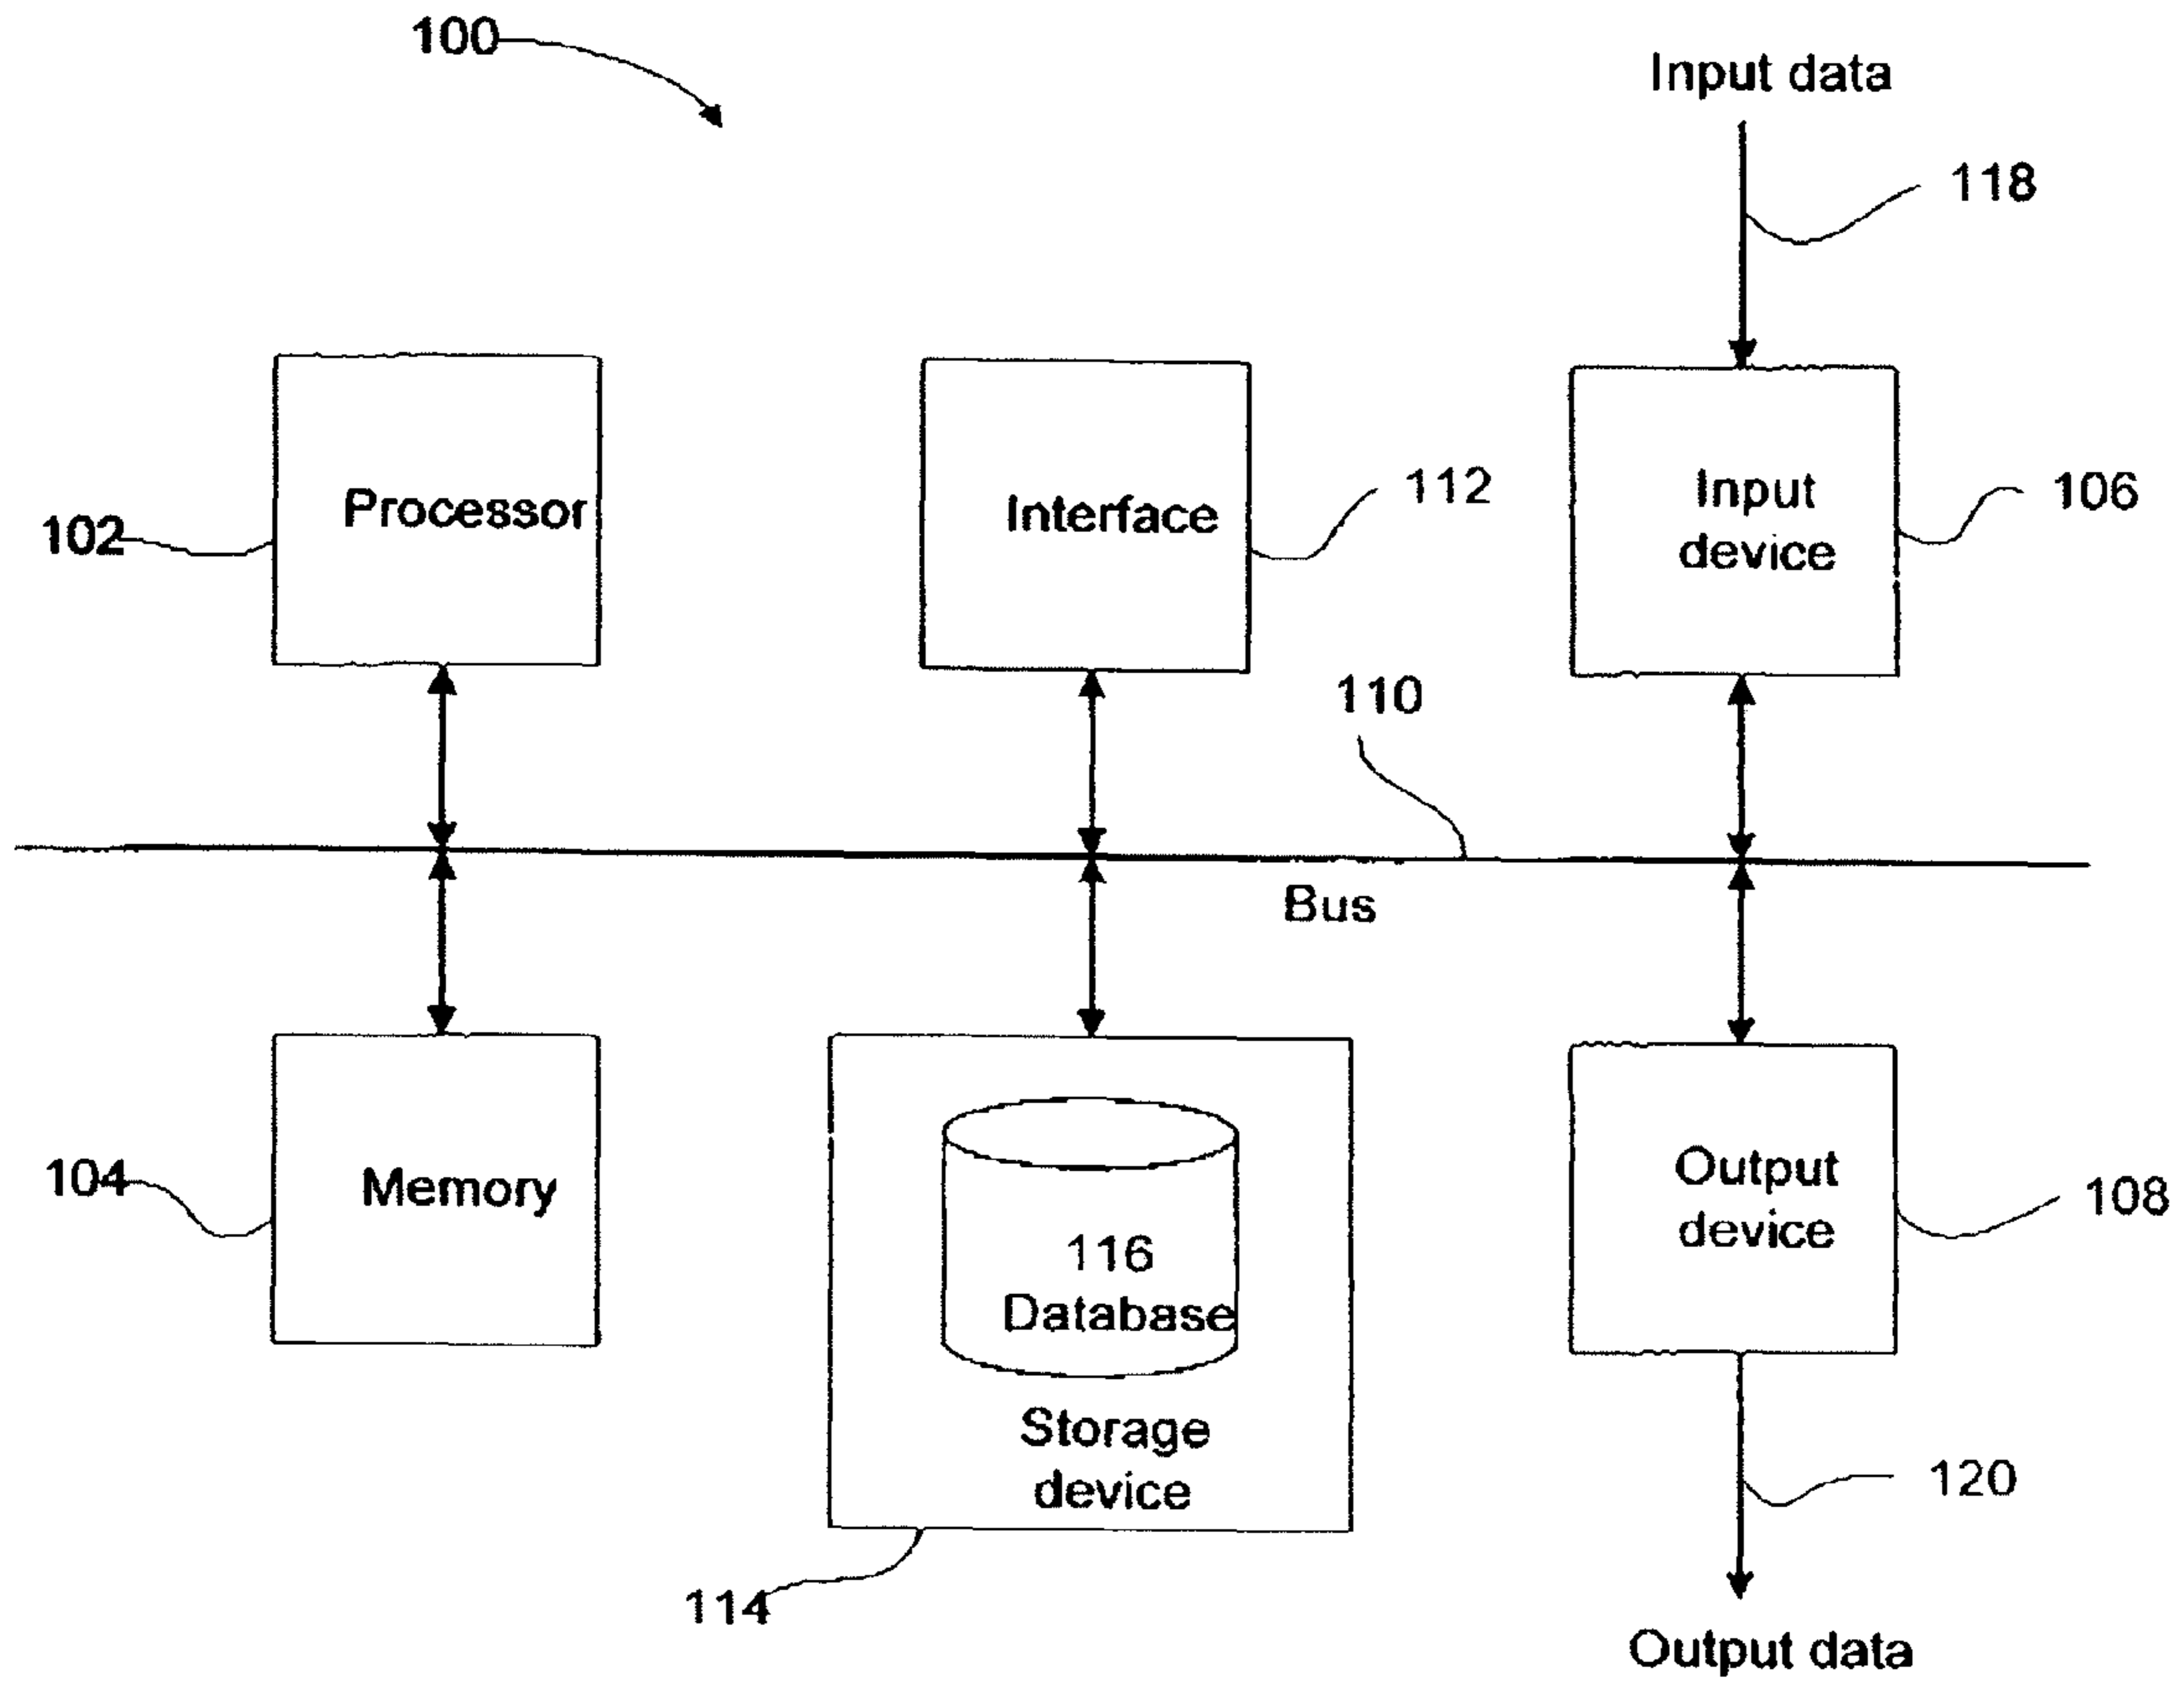 100
Input data
118
Processor
Interface
Input
device
102
112
106
110
Bus
104
Memory
116
Database
Storage
device
Output
device
108
114
120
Output data